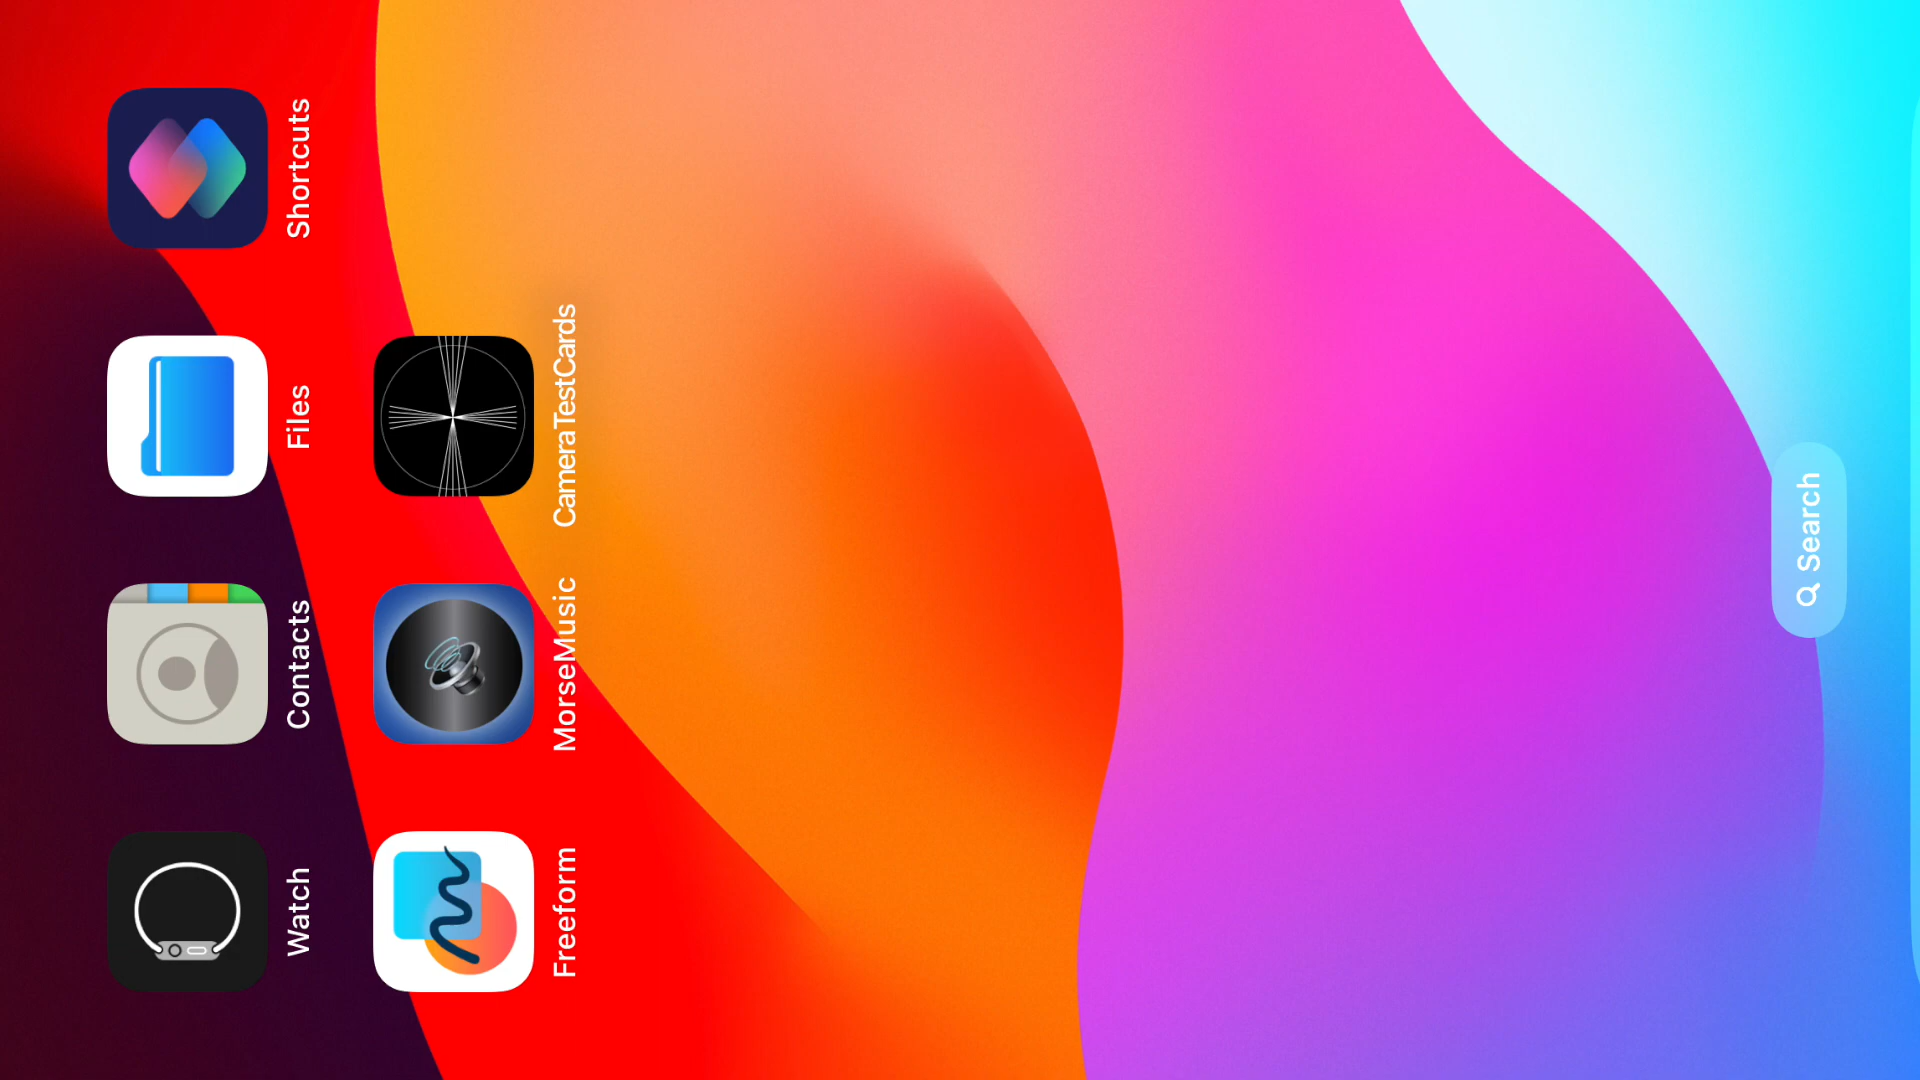 Watch
Contacts
Files
Shortcuts
Freeform
MorseMusic
CameraTestCards
Search